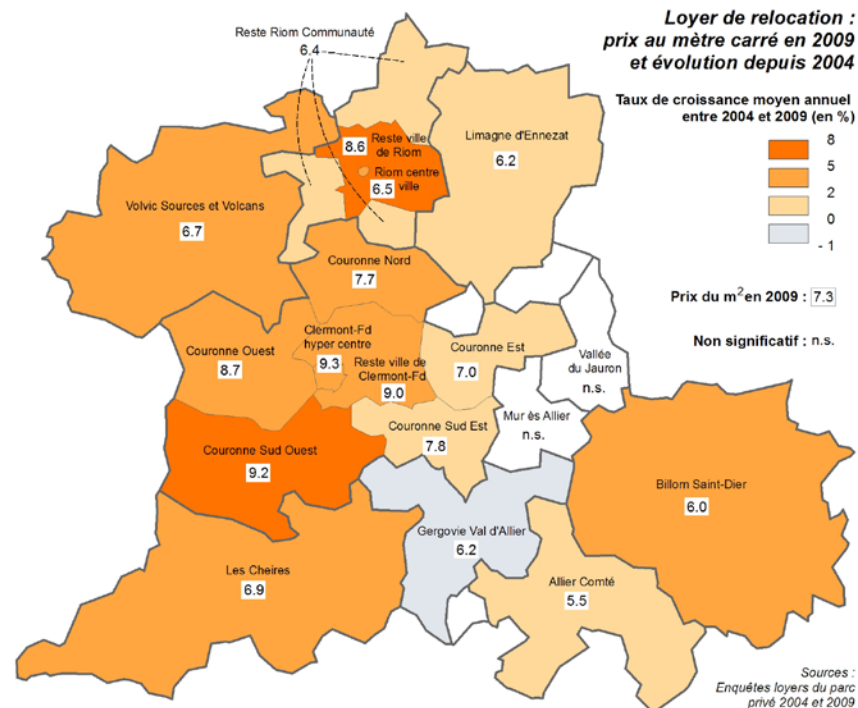 Loyer de relocation :
prix au mètre carré en 2009
et évolution depuis 2004
Taux de croissance moyen annuel
entre 2004 et 2009 (en %)
8
5
2
0
- 1
Prix du m² en 2009 : 7.3
Non significatif : n.s.
Reste Riom Communauté
6.4
8.6
Reste ville
de Riom
Riom centre
ville
6.5
Limagne d'Ennezat
6.2
Volvic Sources et Volcans
6.7
Couronne Nord
7.7
Clermont-Fd
hyper centre
9.3
Reste ville de
Clermont-Fd
9.0
Couronne Ouest
8.7
Couronne Est
7.0
Vallée
du Jauron
n.s.
Mur ès Allier
n.s.
Couronne Sud Est
7.8
Couronne Sud Ouest
9.2
Billom Saint-Dier
6.0
Gergovie Val d'Allier
6.2
Les Cheires
6.9
Allier Comté
5.5
Sources :
Enquêtes loyers du parc
privé 2004 et 2009